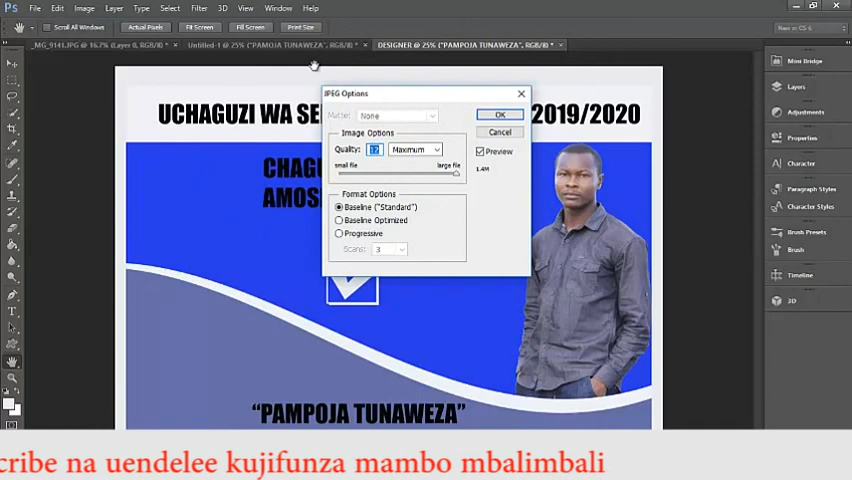 Ps File Edit Image Layer Type Select Filter 3D View Window Help
Scroll All Windows Actual Pixels Fit Screen Fill Screen Print Size New in CS 6
_MG_9141.JPG @ 16.7% (Layer 0, RGB/8) * × Untitled-1 @ 25% ("PAMOJA TUNAWEZA", RGB/8) * × DESIGNER @ 25% ("PAMPOJA TUNAWEZA", RGB/8) * ×
UCHAGUZI WA SE 2019/2020
CHAGU
AMOS
JPEG Options
Matte: None
Image Options
Quality: 12 Maximum
small file large file
Format Options
Baseline ("Standard")
Baseline Optimized
Progressive
Scans: 3
OK
Cancel
Preview
1.4M
“PAMPOJA TUNAWEZA”
Mini Bridge
Layers
Adjustments
Properties
Character
Paragraph Styles
Character Styles
Brush Presets
Brush
Timeline
3D
cribe na uendelee kujifunza mambo mbalimbali